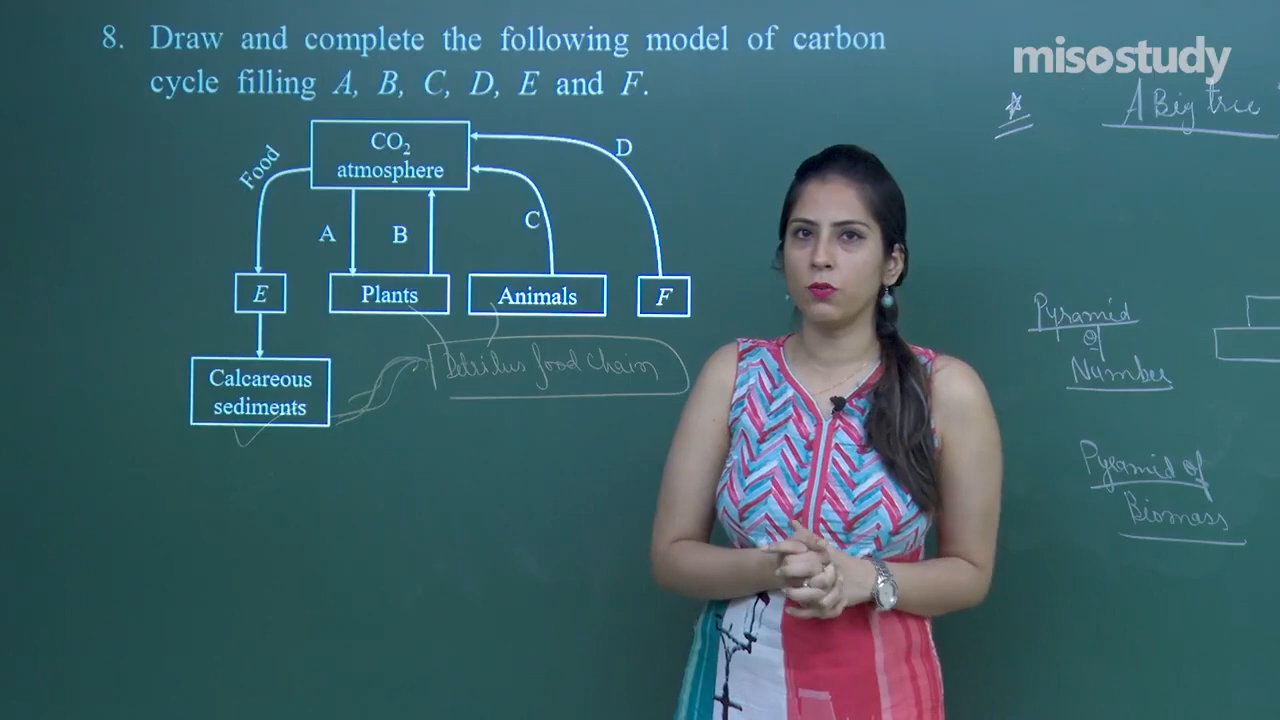 8. Draw and complete the following model of carbon
cycle filling A, B, C, D, E and F.
misostudy
A Big tree
CO2
atmosphere
Food
A
B
C
D
E
Plants
Animals
F
Calcareous
sediments
Detritus food chain
Pyramid
of
Number
Pyramid of
Biomass